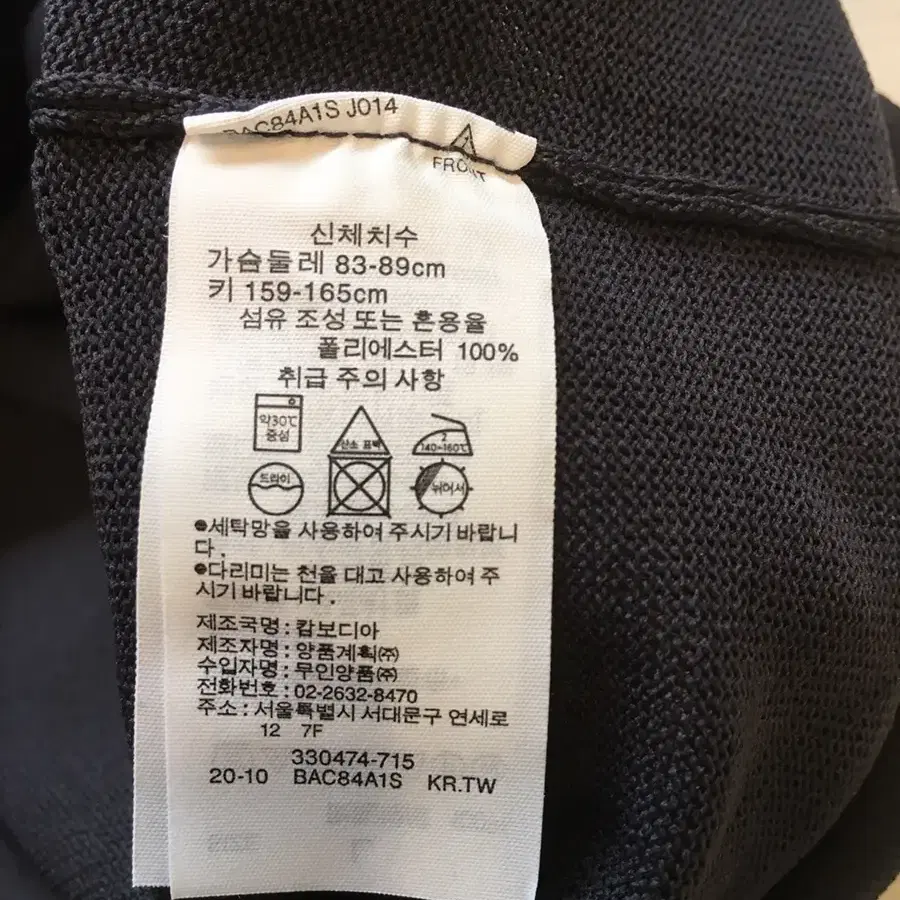 BAC84A1S J014
FRONT
신체치수
가슴둘레 83-89cm
키 159-165cm
섬유 조성 또는 혼용율
폴리에스터 100%
취급 주의 사항
약30℃
중성
산소 표백
2
140~160℃
드라이
뉘어서
●세탁망을 사용하여 주시기 바랍니
다.
●다리미는 천을 대고 사용하여 주
시기 바랍니다.
제조국명: 캄보디아
제조자명: 양품계획㈜
수입자명: 무인양품㈜
전화번호: 02-2632-8470
주소: 서울특별시 서대문구 연세로
12 7F
330474-715
20-10 BAC84A1S KR.TW